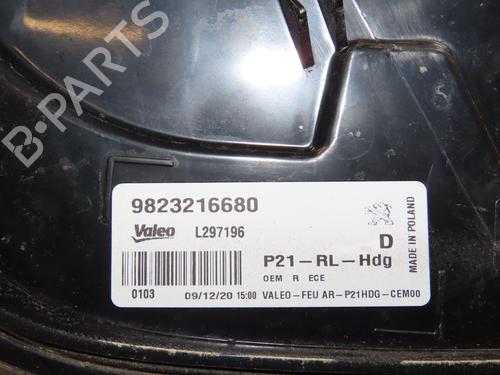 B-PARTS
9823216680
Valeo L297196 D
P21-RL-Hdg
OEM R ECE
0103 09/12/20 15:00 VALEO-FEU AR-P21HDG-CEM00
MADE IN POLAND